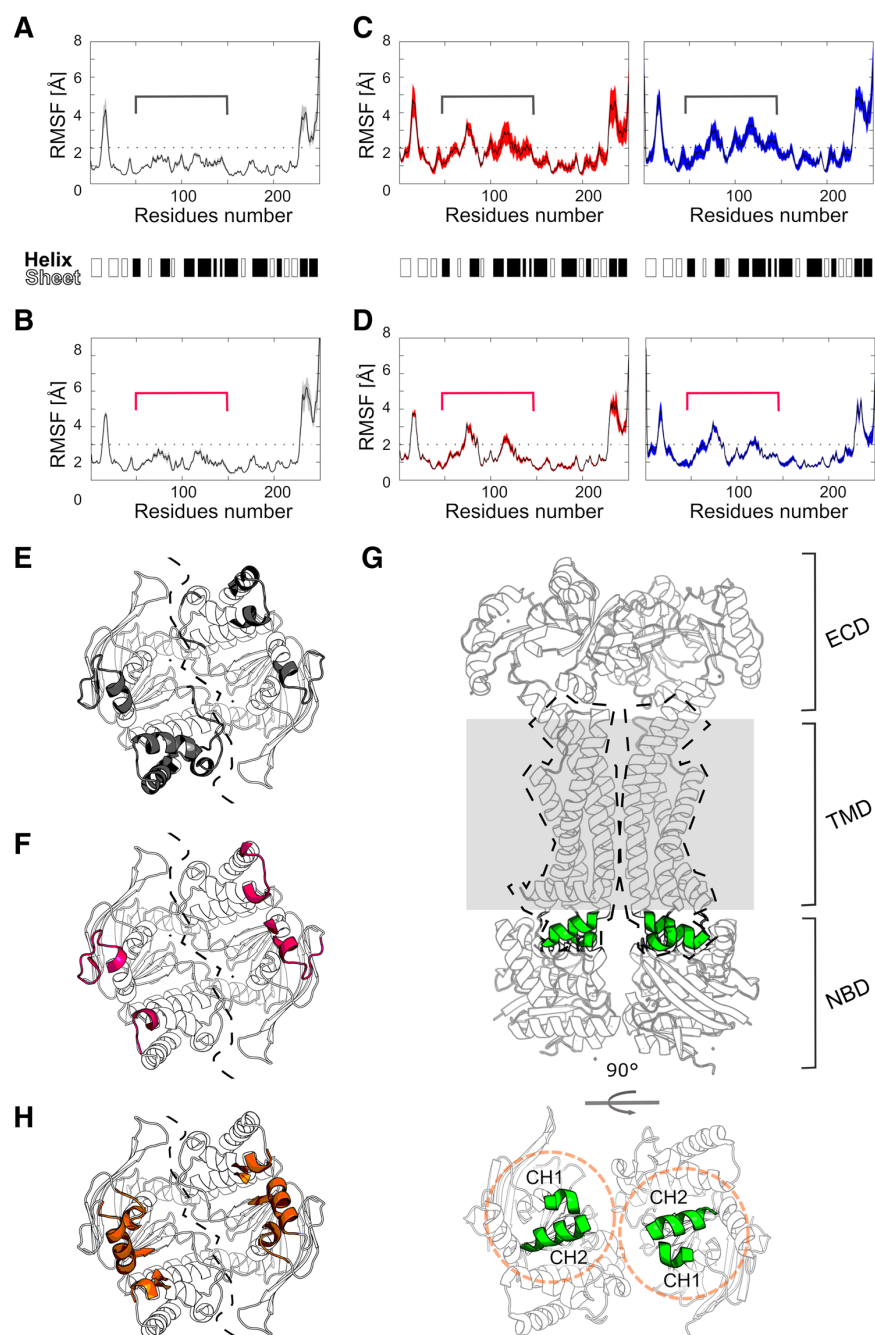 A
C
8
6
4
2
0
RMSF [Å]
100
200
Residues number
100
200
Residues number
100
200
Residues number
Helix
Sheet
B
D
8
6
4
2
0
RMSF [Å]
100
200
Residues number
8
6
4
2
0
RMSF [Å]
100
200
Residues number
100
200
Residues number
8
6
4
2
0
RMSF [Å]
E
G
ECD
TMD
F
NBD
90°
H
CH1
CH2
CH2
CH1